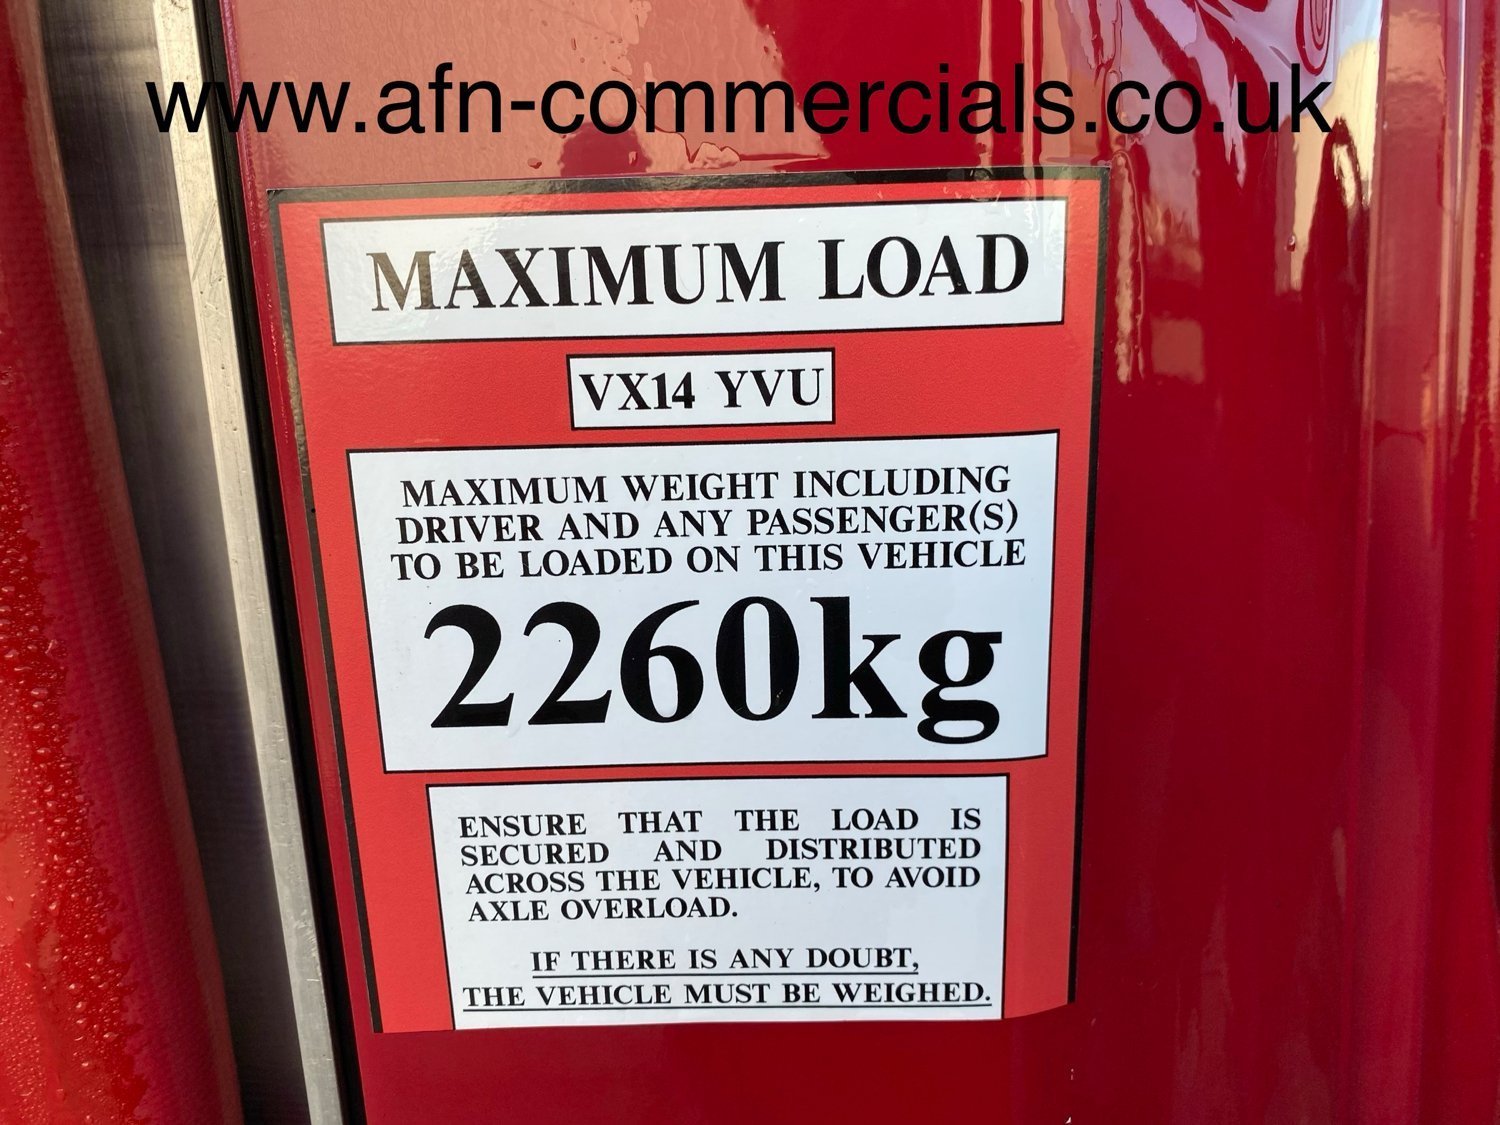 www.afn-commercials.co.uk
MAXIMUM LOAD
VX14 YVU
MAXIMUM WEIGHT INCLUDING
DRIVER AND ANY PASSENGER(S)
TO BE LOADED ON THIS VEHICLE
2260kg
ENSURE THAT THE LOAD IS
SECURED AND DISTRIBUTED
ACROSS THE VEHICLE, TO AVOID
AXLE OVERLOAD.
IF THERE IS ANY DOUBT,
THE VEHICLE MUST BE WEIGHED.